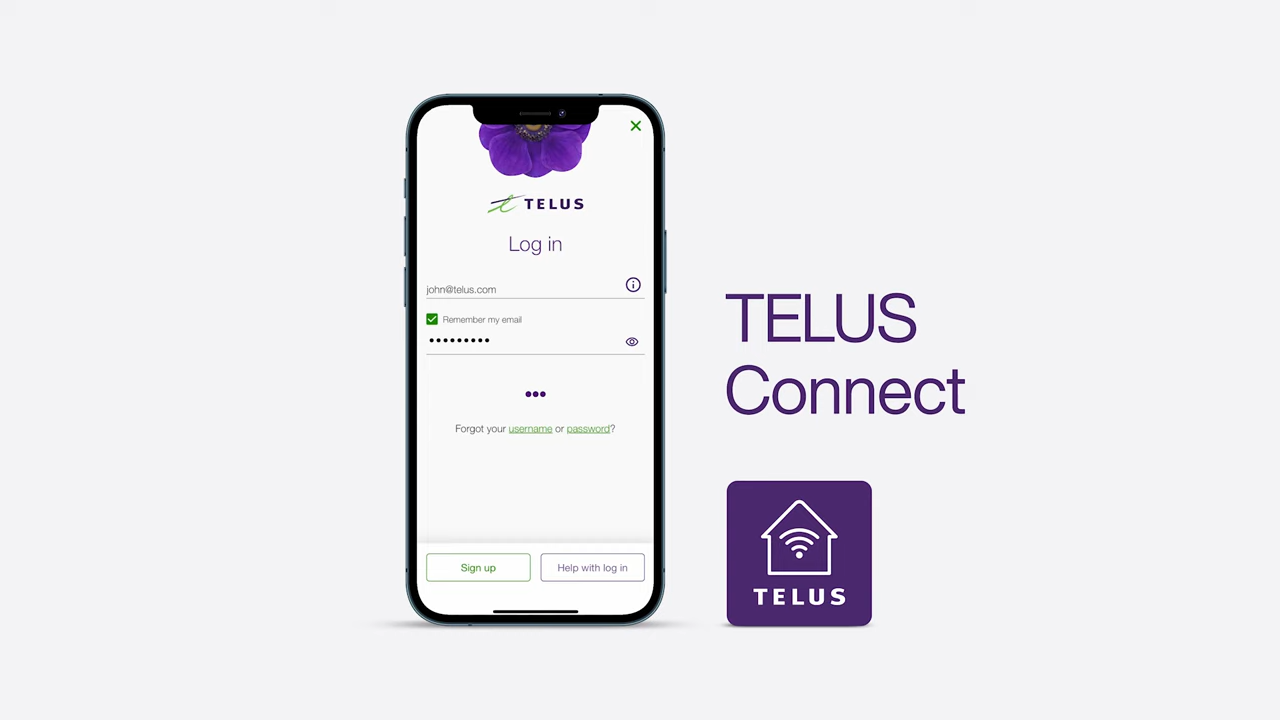 TELUS
Log in
john@telus.com
Remember my email
•••••••••
Forgot your username or password?
Sign up
Help with log in
TELUS
Connect
TELUS